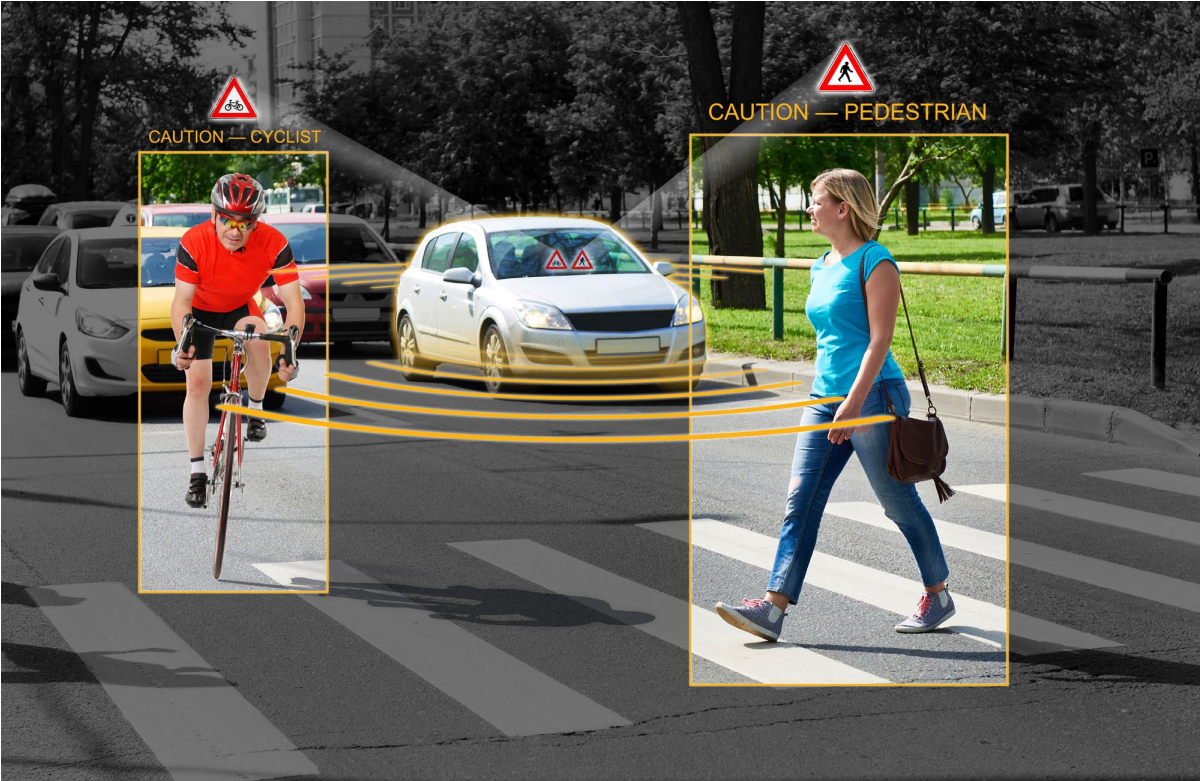 CAUTION — PEDESTRIAN
CAUTION — CYCLIST
P